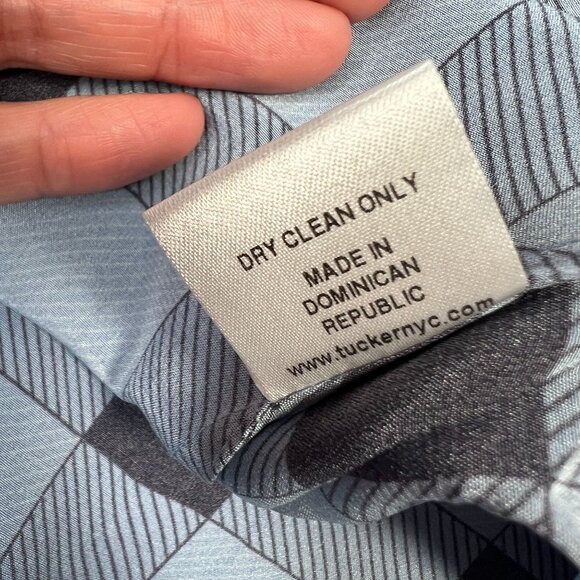 DRY CLEAN ONLY
MADE IN
DOMINICAN
REPUBLIC
www.tuckernyc.com